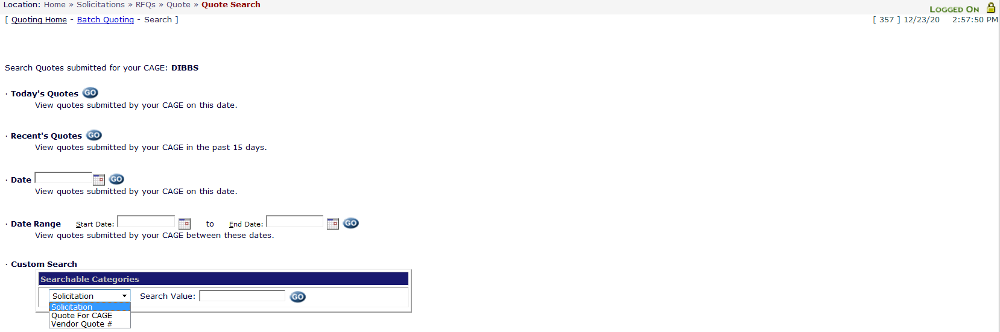 Location: Home » Solicitations » RFQs » Quote » Quote Search
LOGGED ON
[ Quoting Home - Batch Quoting - Search ]
[ 357 ] 12/23/20 2:57:50 PM
Search Quotes submitted for your CAGE: DIBBS
· Today's Quotes GO
View quotes submitted by your CAGE on this date.
· Recent's Quotes GO
View quotes submitted by your CAGE in the past 15 days.
· Date GO
View quotes submitted by your CAGE on this date.
· Date Range Start Date: to End Date: GO
View quotes submitted by your CAGE between these dates.
· Custom Search
Searchable Categories
Solicitation Search Value: GO
Solicitation
Quote For CAGE
Vendor Quote #